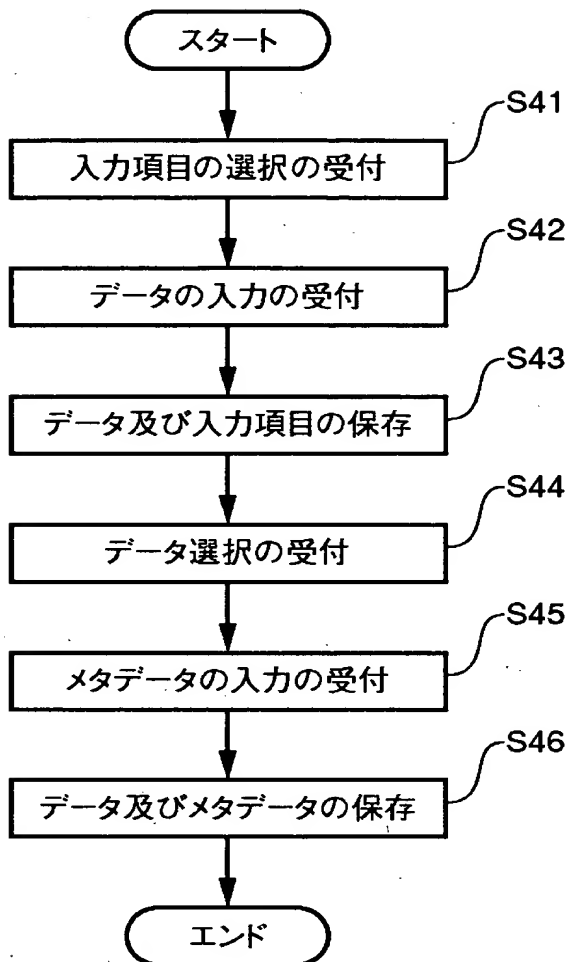 スタート
S41
入力項目の選択の受付
S42
データの入力の受付
S43
データ及び入力項目の保存
S44
データ選択の受付
S45
メタデータの入力の受付
S46
データ及びメタデータの保存
エンド